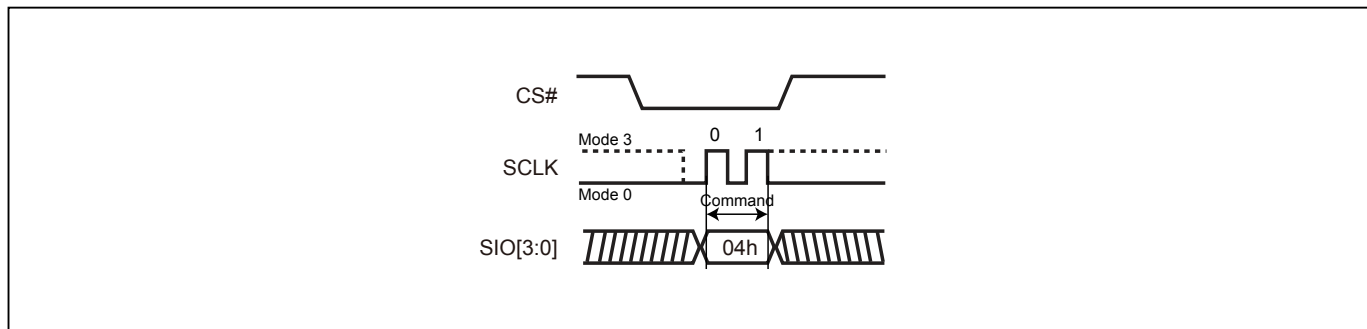 CS#
Mode 3 0 1
SCLK
Mode 0
Command
SIO[3:0] 04h